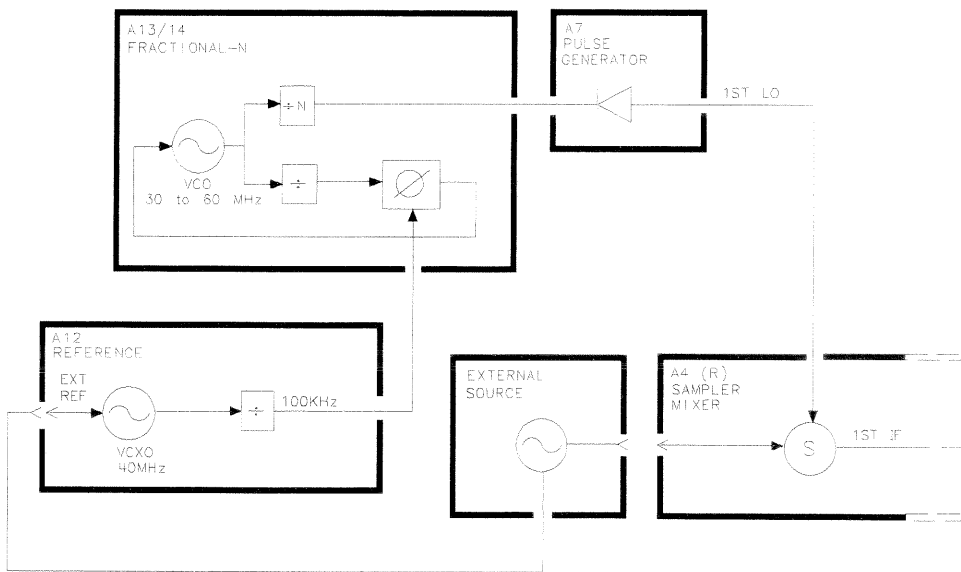 A13/14
FRACTIONAL-N
÷N
VCO
30 to 60 MHz
÷
A7
PULSE
GENERATOR
1ST LO
A12
REFERENCE
EXT
REF
VCXO
40MHz
÷
100KHz
EXTERNAL
SOURCE
A4 (R)
SAMPLER
MIXER
S
1ST IF